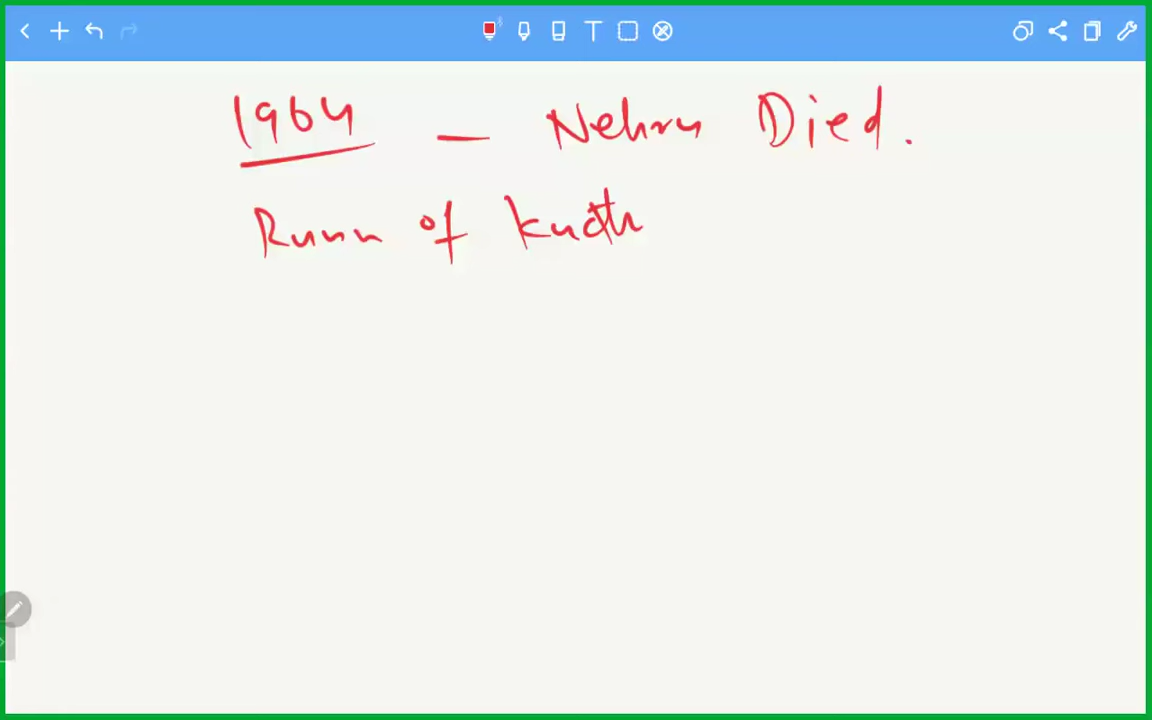 1964 — Nehru Died.
Runn of kuch